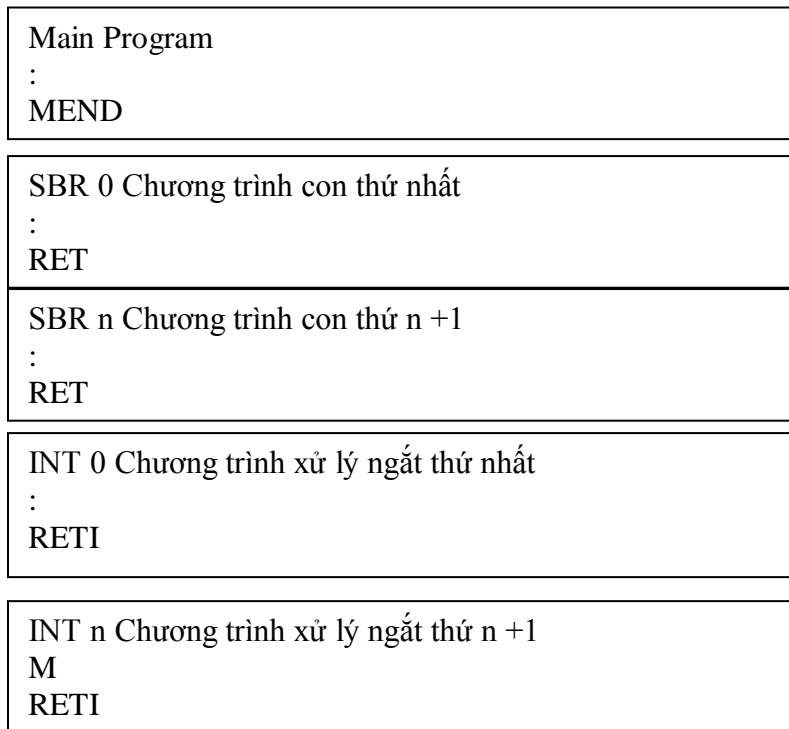 Main Program
:
MEND
SBR 0 Chương trình con thứ nhất
:
RET
SBR n Chương trình con thứ n +1
:
RET
INT 0 Chương trình xử lý ngắt thứ nhất
:
RETI
INT n Chương trình xử lý ngắt thứ n +1
M
RETI